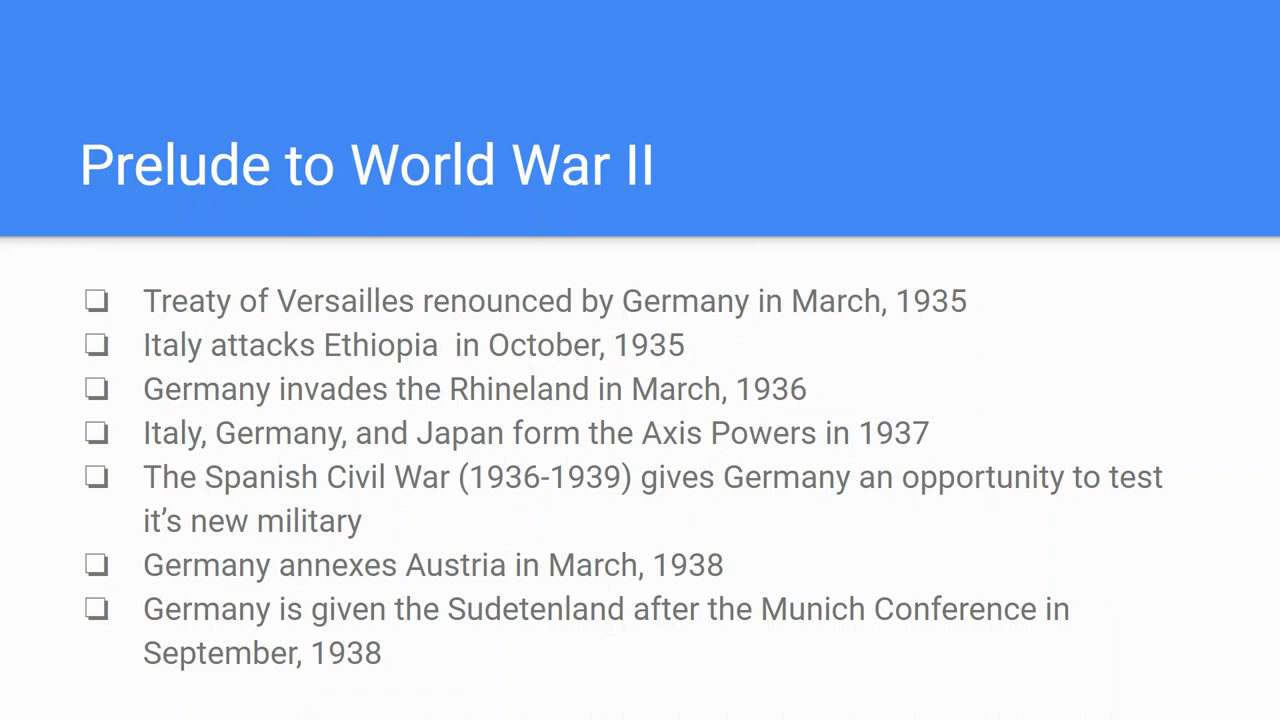 Prelude to World War II
❏ Treaty of Versailles renounced by Germany in March, 1935
❏ Italy attacks Ethiopia  in October, 1935
❏ Germany invades the Rhineland in March, 1936
❏ Italy, Germany, and Japan form the Axis Powers in 1937
❏ The Spanish Civil War (1936-1939) gives Germany an opportunity to test
it’s new military
❏ Germany annexes Austria in March, 1938
❏ Germany is given the Sudetenland after the Munich Conference in
September, 1938